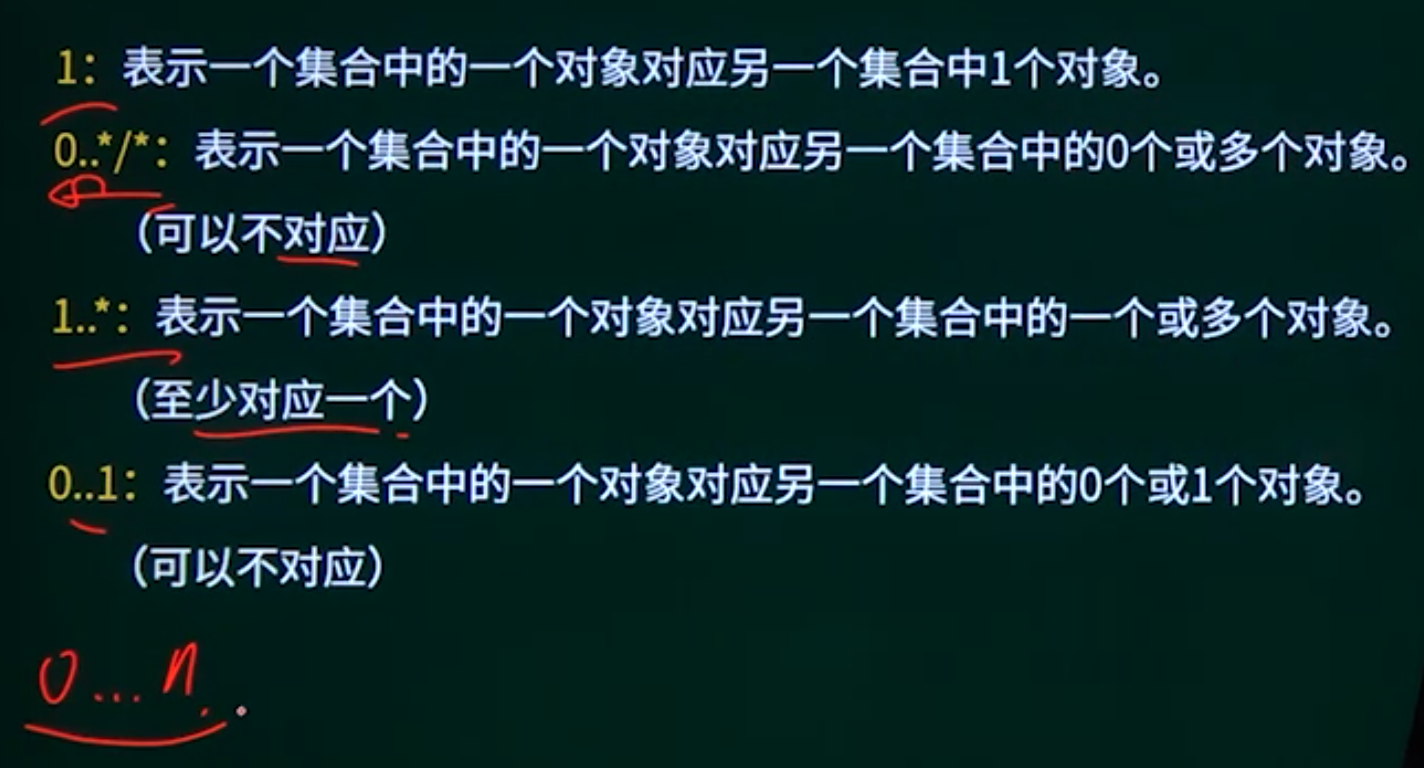 1：表示一个集合中的一个对象对应另一个集合中1个对象。
0..*/*：表示一个集合中的一个对象对应另一个集合中的0个或多个对象。
（可以不对应）
1..*：表示一个集合中的一个对象对应另一个集合中的一个或多个对象。
（至少对应一个）
0..1：表示一个集合中的一个对象对应另一个集合中的0个或1个对象。
（可以不对应）
0...n